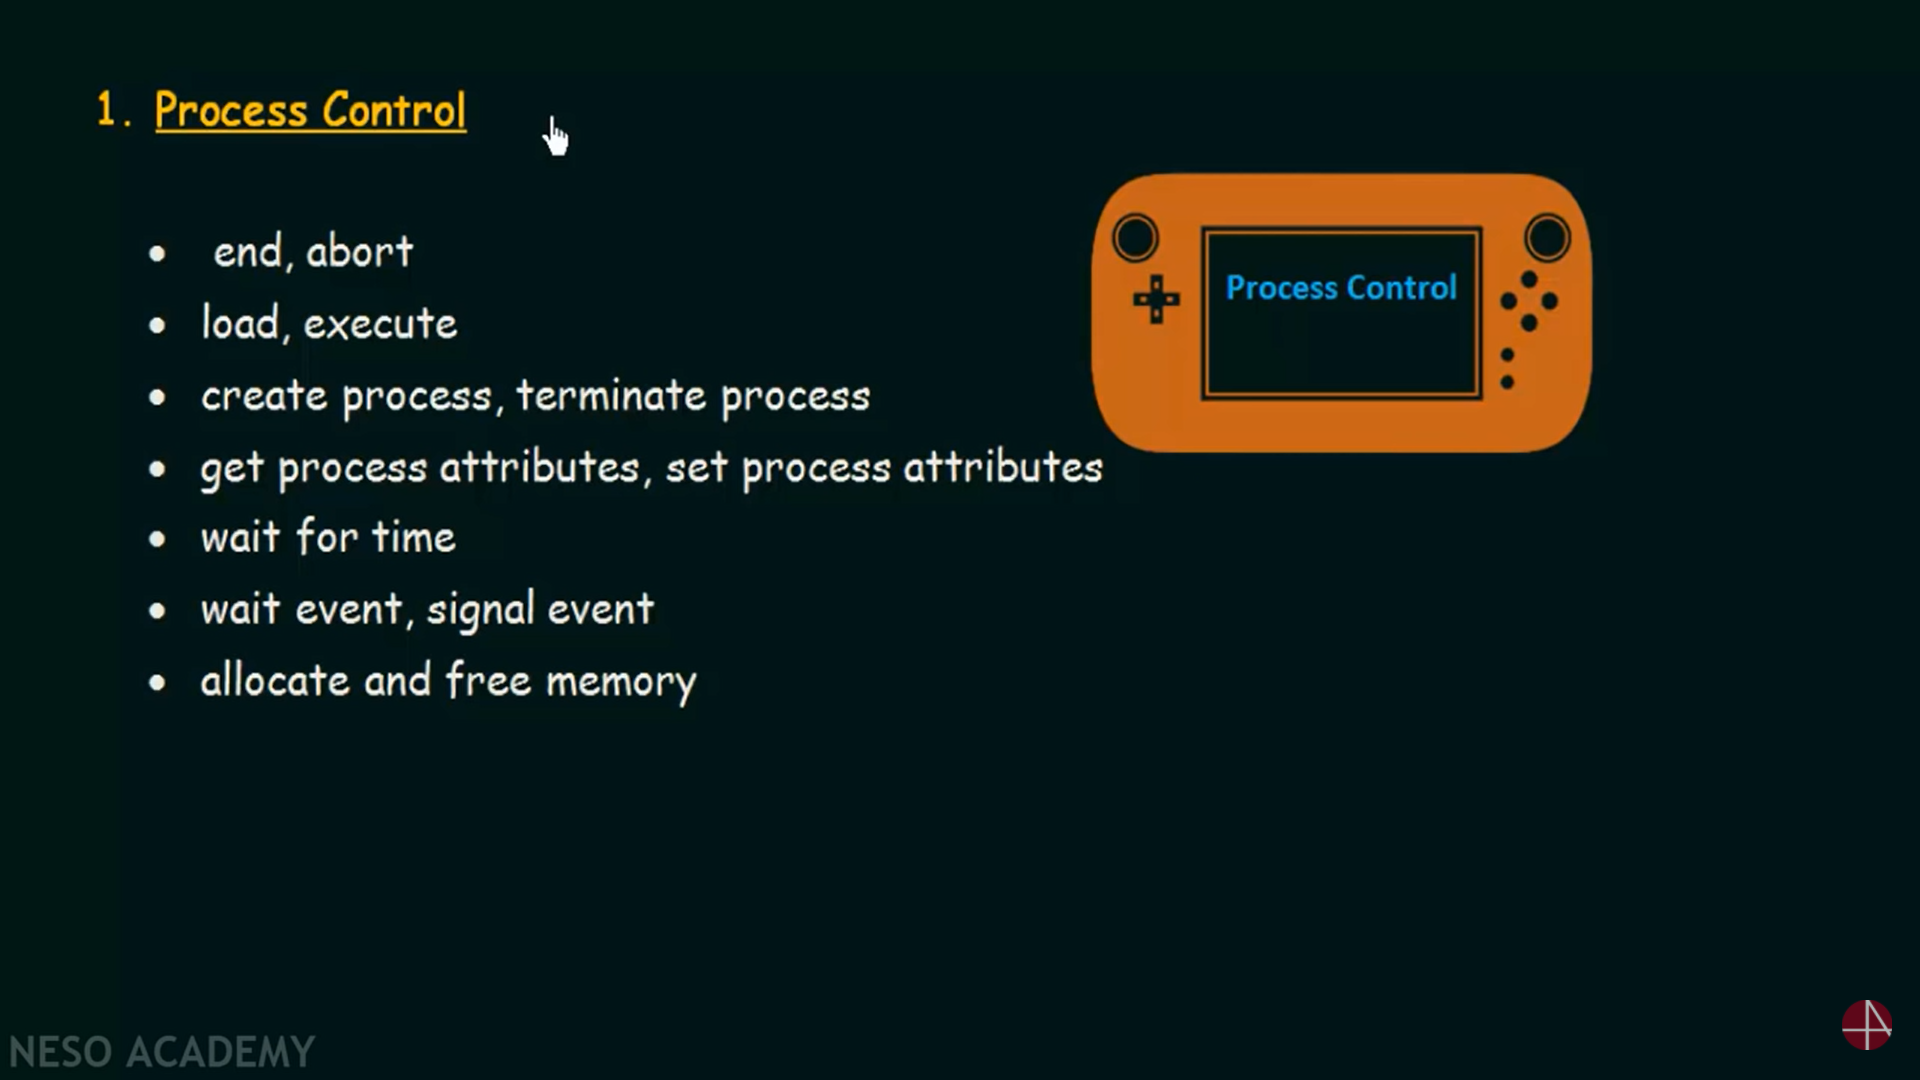 1. Process Control
• end, abort
• load, execute
• create process, terminate process
• get process attributes, set process attributes
• wait for time
• wait event, signal event
• allocate and free memory
Process Control
NESO ACADEMY